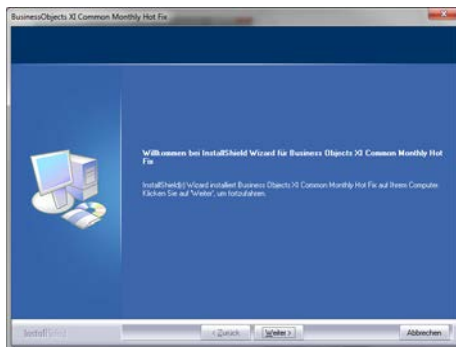 BusinessObjects XI Common Monthly Hot Fix
Willkommen bei InstallShield Wizard für Business Objects XI Common Monthly Hot
Fix
InstallShield(r) Wizard installiert Business Objects XI Common Monthly Hot Fix auf Ihrem Computer
Klicken Sie auf 'Weiter', um fortzufahren.
InstallShield
< Zurück
Weiter >
Abbrechen